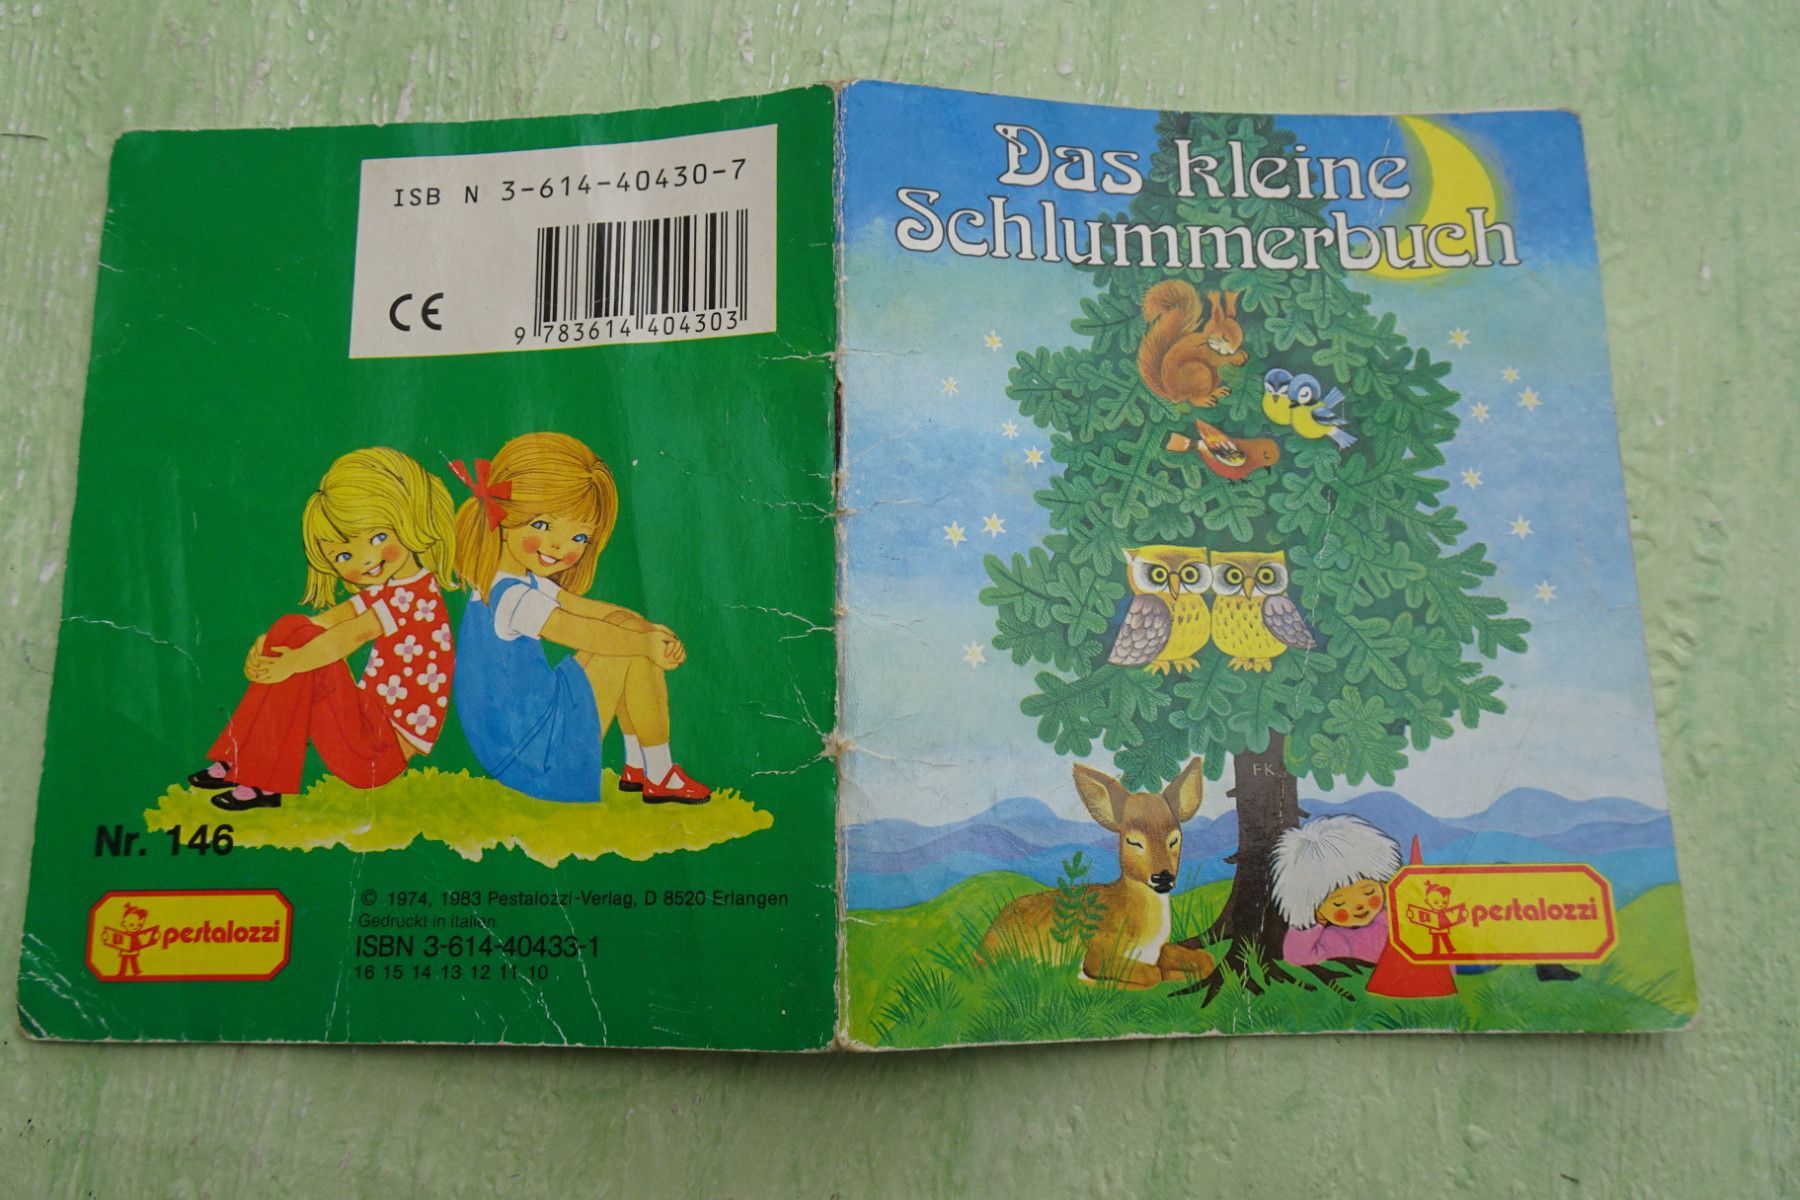 ISB N 3-614-40430-7
CE
9 783614 404303
Nr. 146
pestalozzi
© 1974, 1983 Pestalozzi-Verlag, D 8520 Erlangen
Gedruckt in Italien
ISBN 3-614-40433-1
16 15 14 13 12 11 10
Das kleine
Schlummerbuch
FK
pestalozzi